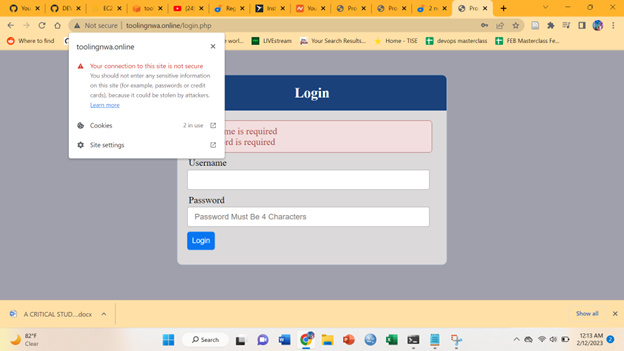 You
DEV
EC2
too
(24
Reg
Inst
You
Pro
Pro
2 n
Pro
Not secure | toolingnwa.online/login.php
Where to find
e worl...
LIVEstream
Your Search Results...
Home - TISE
devops masterclass
FEB Masterclass Fe...
toolingnwa.online
Your connection to this site is not secure
You should not enter any sensitive information
on this site (for example, passwords or credit
cards), because it could be stolen by attackers.
Learn more
Cookies
2 in use
Site settings
Login
me is required
rd is required
Username
Password
Password Must Be 4 Characters
Login
A CRITICAL STUD....docx
Show all
82°F
Clear
Search
12:13 AM
2/12/2023
2